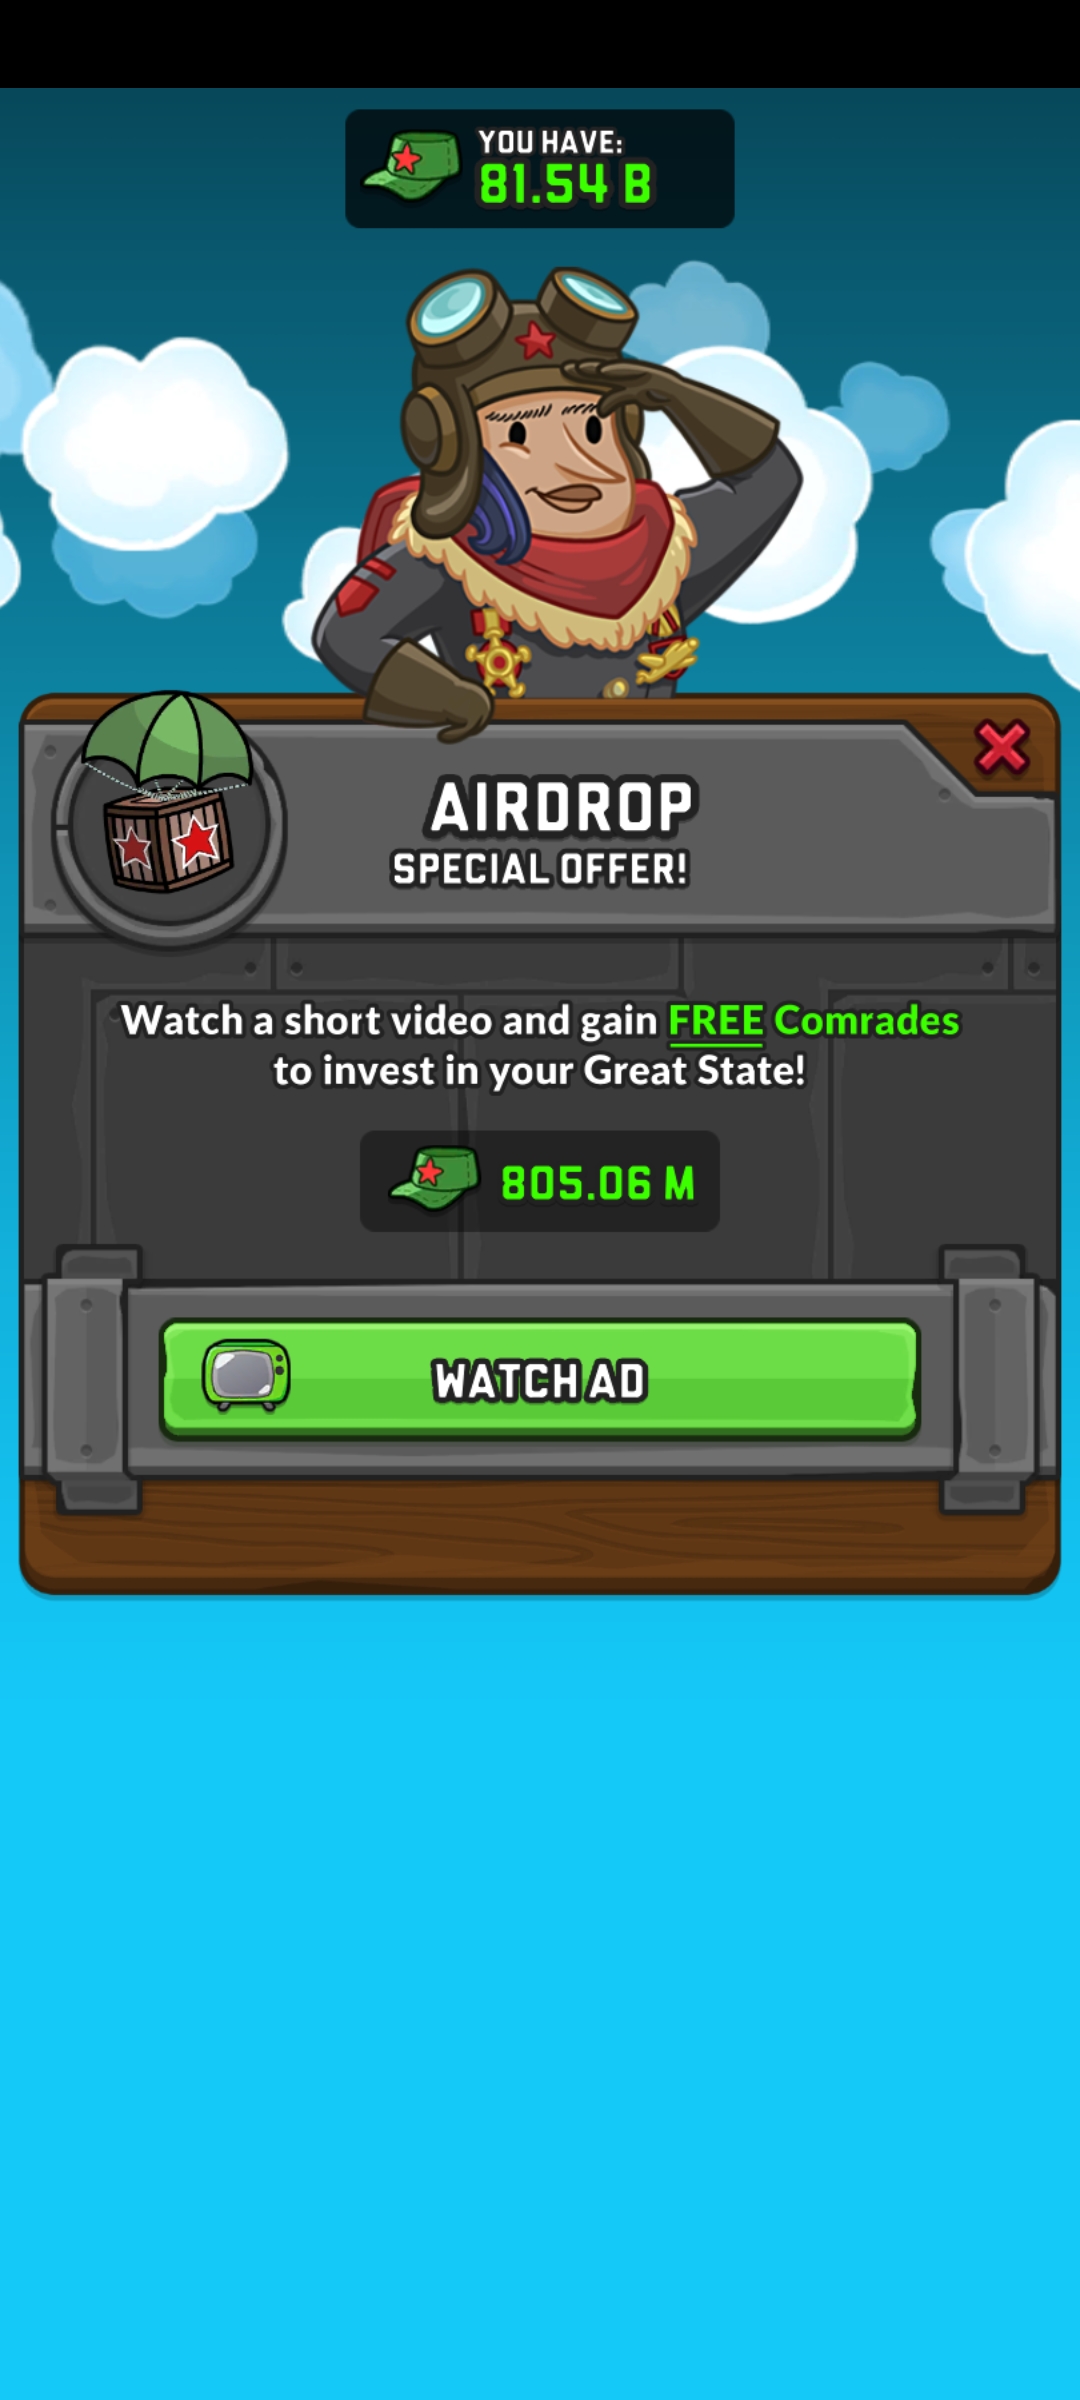 YOU HAVE:
81.54 B
AIRDROP
SPECIAL OFFER!
Watch a short video and gain FREE Comrades
to invest in your Great State!
805.06 M
WATCH AD